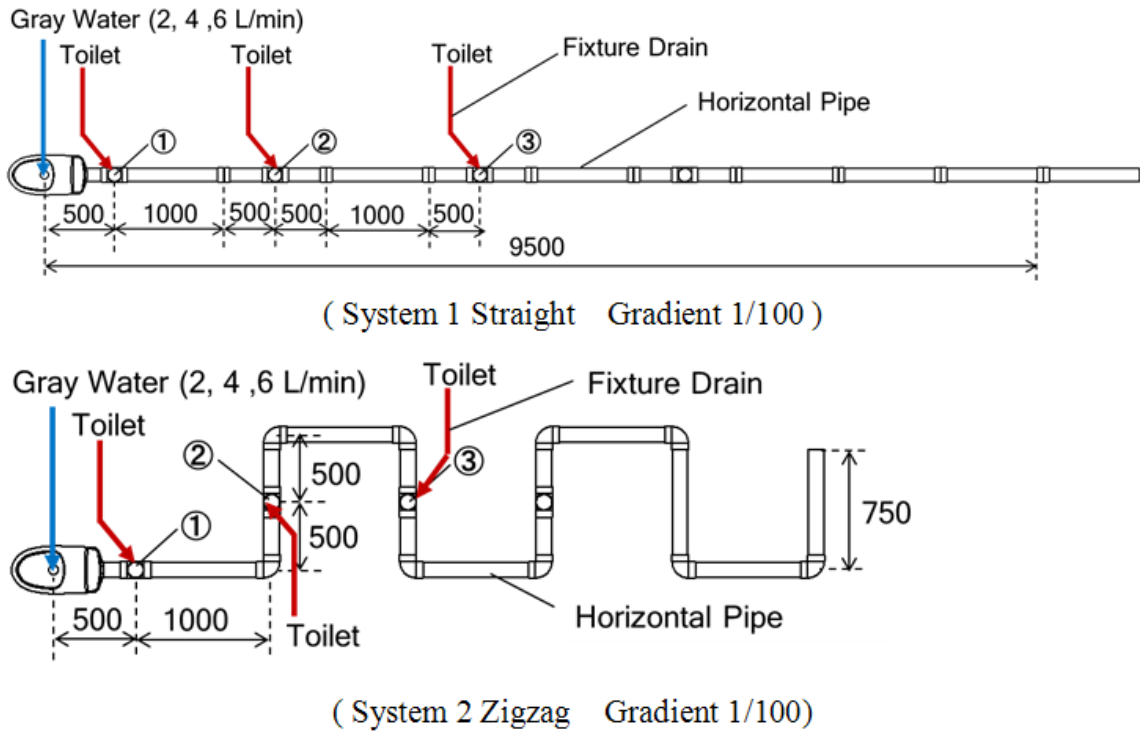 Gray Water (2, 4 ,6 L/min)
Toilet Toilet Toilet Fixture Drain
Horizontal Pipe
① ② ③
500 1000 500 500 1000 500
9500
( System 1 Straight Gradient 1/100 )
Gray Water (2, 4 ,6 L/min) Toilet Fixture Drain
Toilet
② ③
500
① 500 750
500 1000 Toilet Horizontal Pipe
( System 2 Zigzag Gradient 1/100)